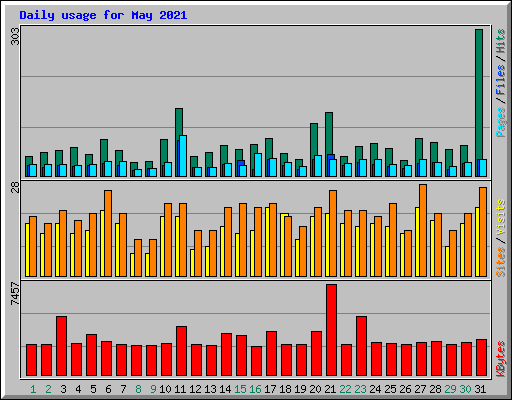 Daily usage for May 2021
303
28
7457
Pages / Files / Hits
Sites / Visits
KBytes
1 2 3 4 5 6 7 8 9 10 11 12 13 14 15 16 17 18 19 20 21 22 23 24 25 26 27 28 29 30 31